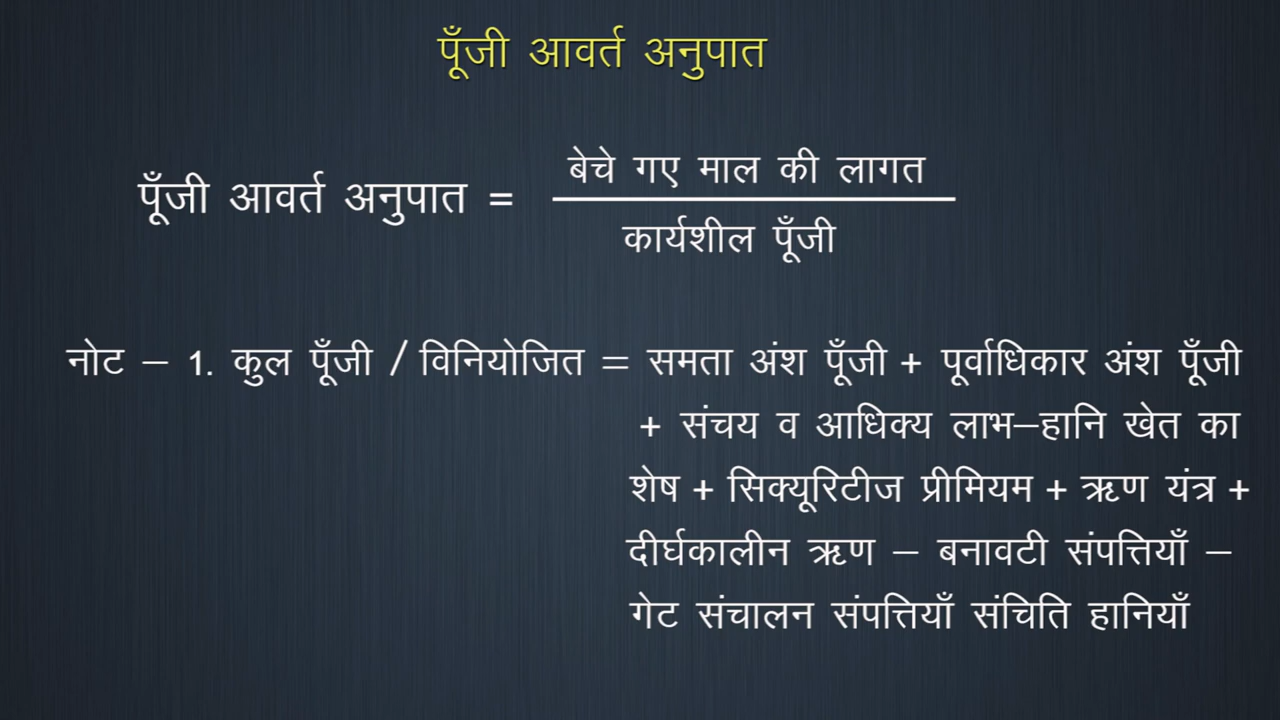 पूँजी आवर्त अनुपात
पूँजी आवर्त अनुपात = बेचे गए माल की लागत
कार्यशील पूँजी
नोट – 1. कुल पूँजी / विनियोजित = समता अंश पूँजी + पूर्वाधिकार अंश पूँजी
+ संचय व आधिक्य लाभ–हानि खेत का
शेष + सिक्यूरिटीज प्रीमियम + ऋण यंत्र +
दीर्घकालीन ऋण – बनावटी संपत्तियाँ –
गेट संचालन संपत्तियाँ संचिति हानियाँ